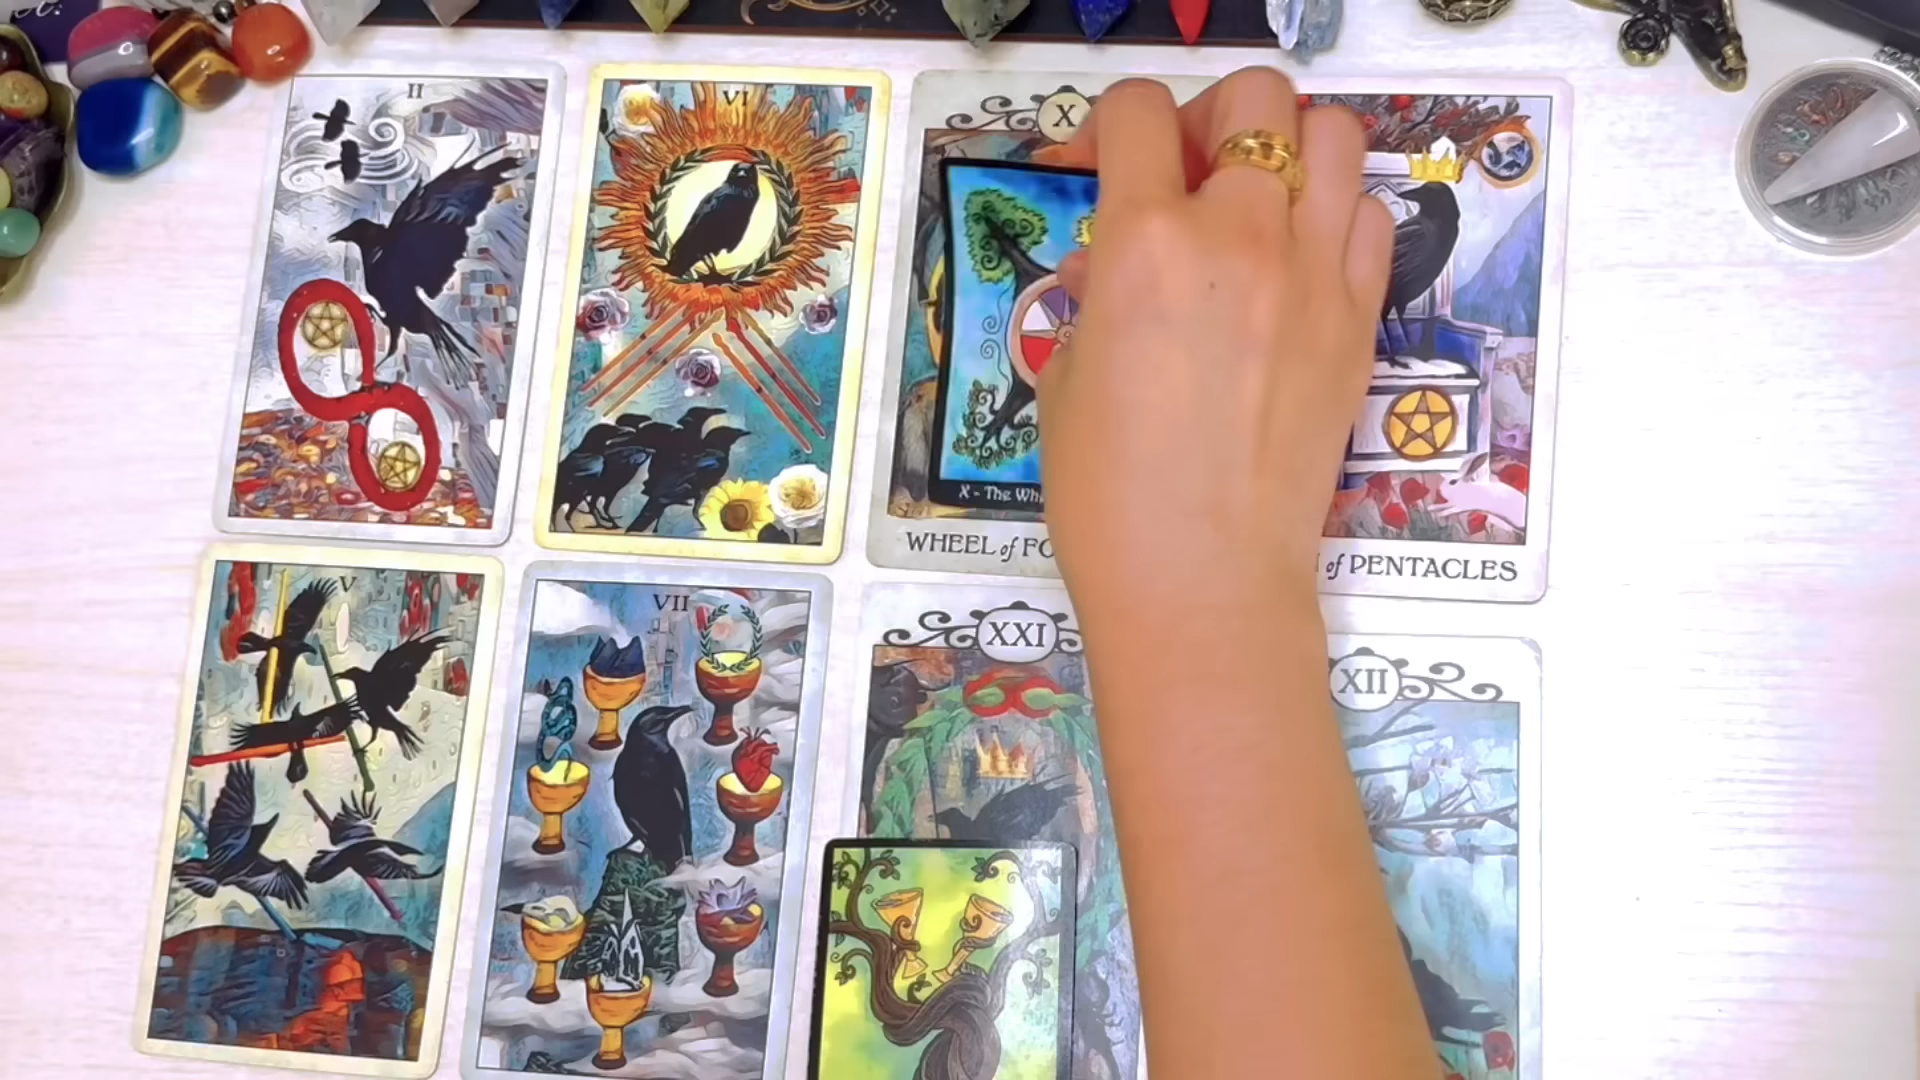 II
VI
X
X - The Wh
WHEEL of FO
of PENTACLES
V
VII
XXI
XII